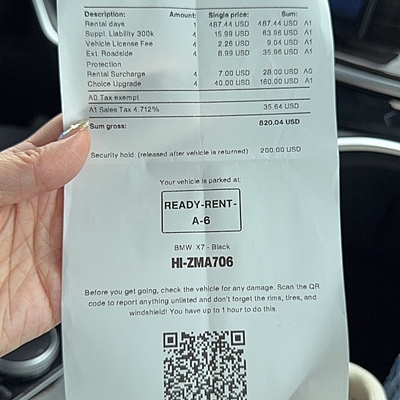 Description: Amount: Single price: Sum:
Rental days 487.44 USD 487.44 USD A1
Suppl. Liability 300k 4 15.99 USD 63.96 USD A1
Vehicle License Fee 4 2.26 USD 9.04 USD A1
Ext. Roadside 4 8.99 USD 35.96 USD A1
Protection
Rental Surcharge 4 7.00 USD 28.00 USD A0
Choice Upgrade 4 40.00 USD 160.00 USD A1
A0 Tax exempt
A1 Sales Tax 4.712% 35.64 USD
Sum gross: 820.04 USD
Security hold: (released after vehicle is returned) 200.00 USD
Your vehicle is parked at:
READY-RENT-
A-6
BMW X7 - Black
HI-ZMA706
Before you get going, check the vehicle for any damage. Scan the QR
code to report anything unlisted and don't forget the rims, tires, and
windshield! You have up to 1 hour to do this.